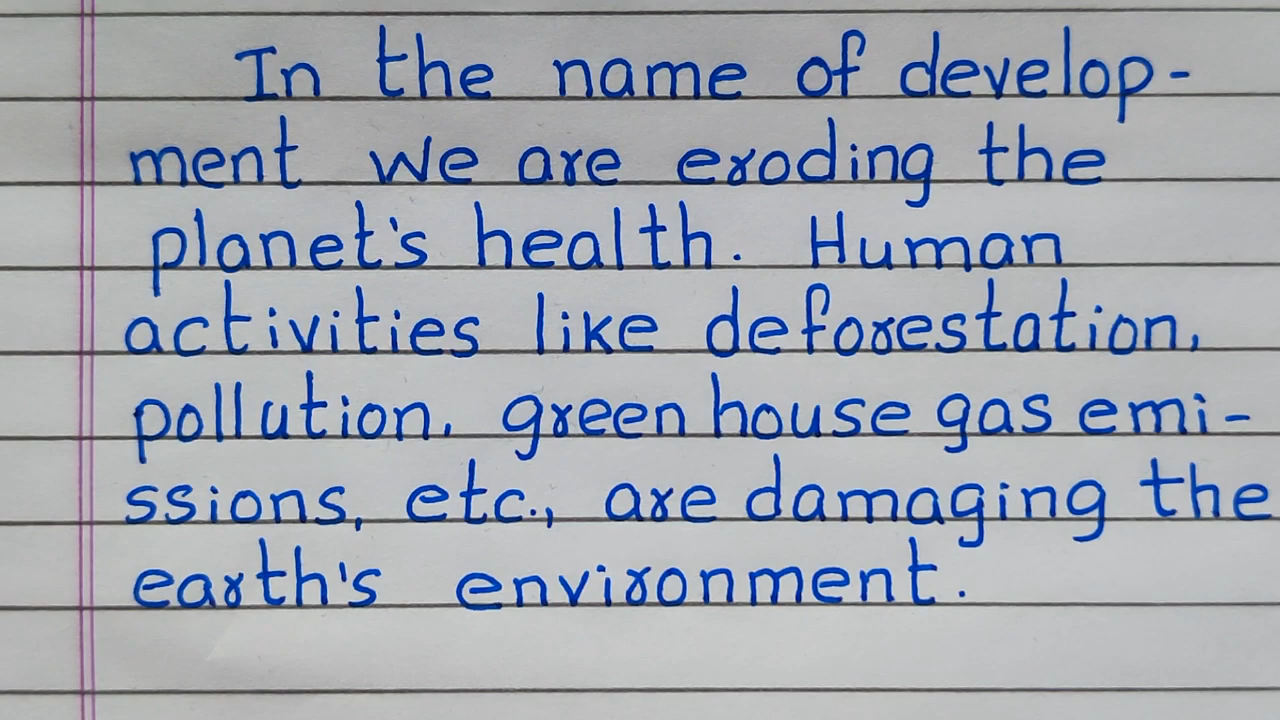 In the name of develop-
ment we are eroding the
planet's health. Human
activities like deforestation,
pollution, green house gas emi-
ssions, etc., are damaging the
earth's environment.